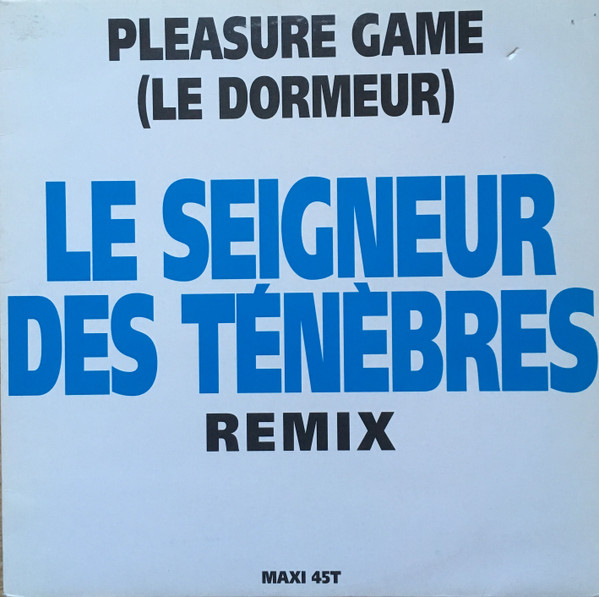 PLEASURE GAME
(LE DORMEUR)
LE SEIGNEUR
DES TÉNÈBRES
REMIX
MAXI 45T